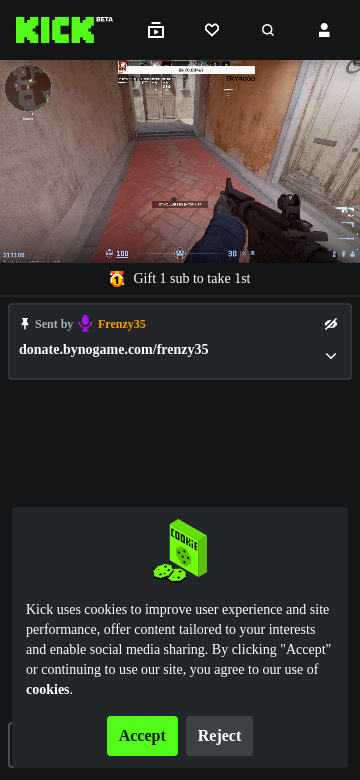 KICK BETA
TRY4000
$11100
100
30
Gift 1 sub to take 1st
Sent by Frenzy35
donate.bynogame.com/frenzy35
COOKIE
Kick uses cookies to improve user experience and site
performance, offer content tailored to your interests
and enable social media sharing. By clicking "Accept"
or continuing to use our site, you agree to our use of
cookies.
Accept
Reject